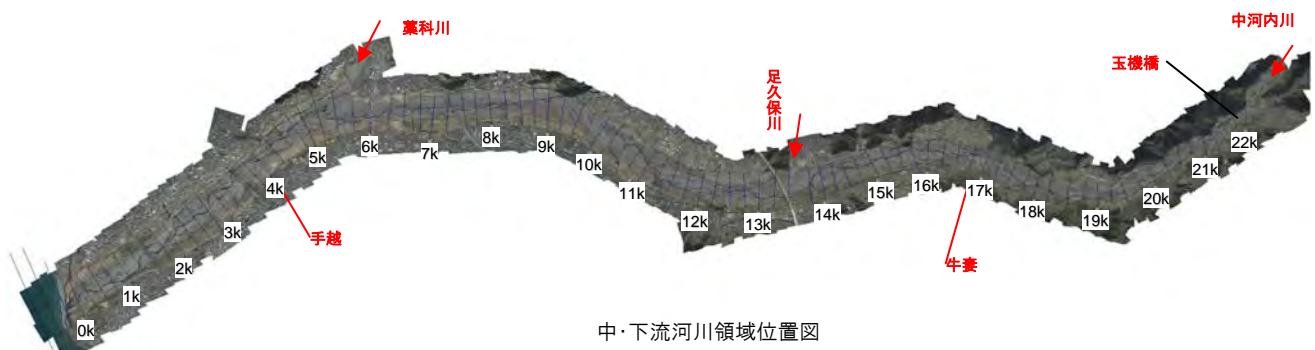 藁科川
中河内川
玉機橋
足久保川
手越
牛妻
0k
1k
2k
3k
4k
5k
6k
7k
8k
9k
10k
11k
12k
13k
14k
15k
16k
17k
18k
19k
20k
21k
22k
中・下流河川領域位置図